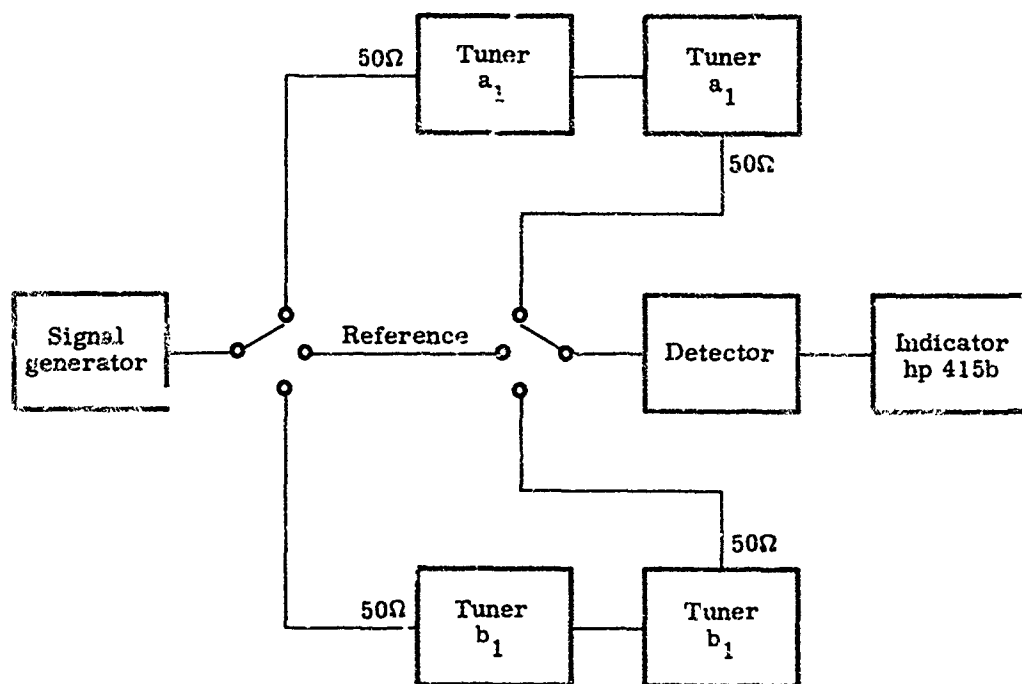 50Ω
Tuner
a1
Tuner
a1
50Ω
Signal
generator
Reference
Detector
Indicator
hp 415b
50Ω
50Ω
Tuner
b1
Tuner
b1